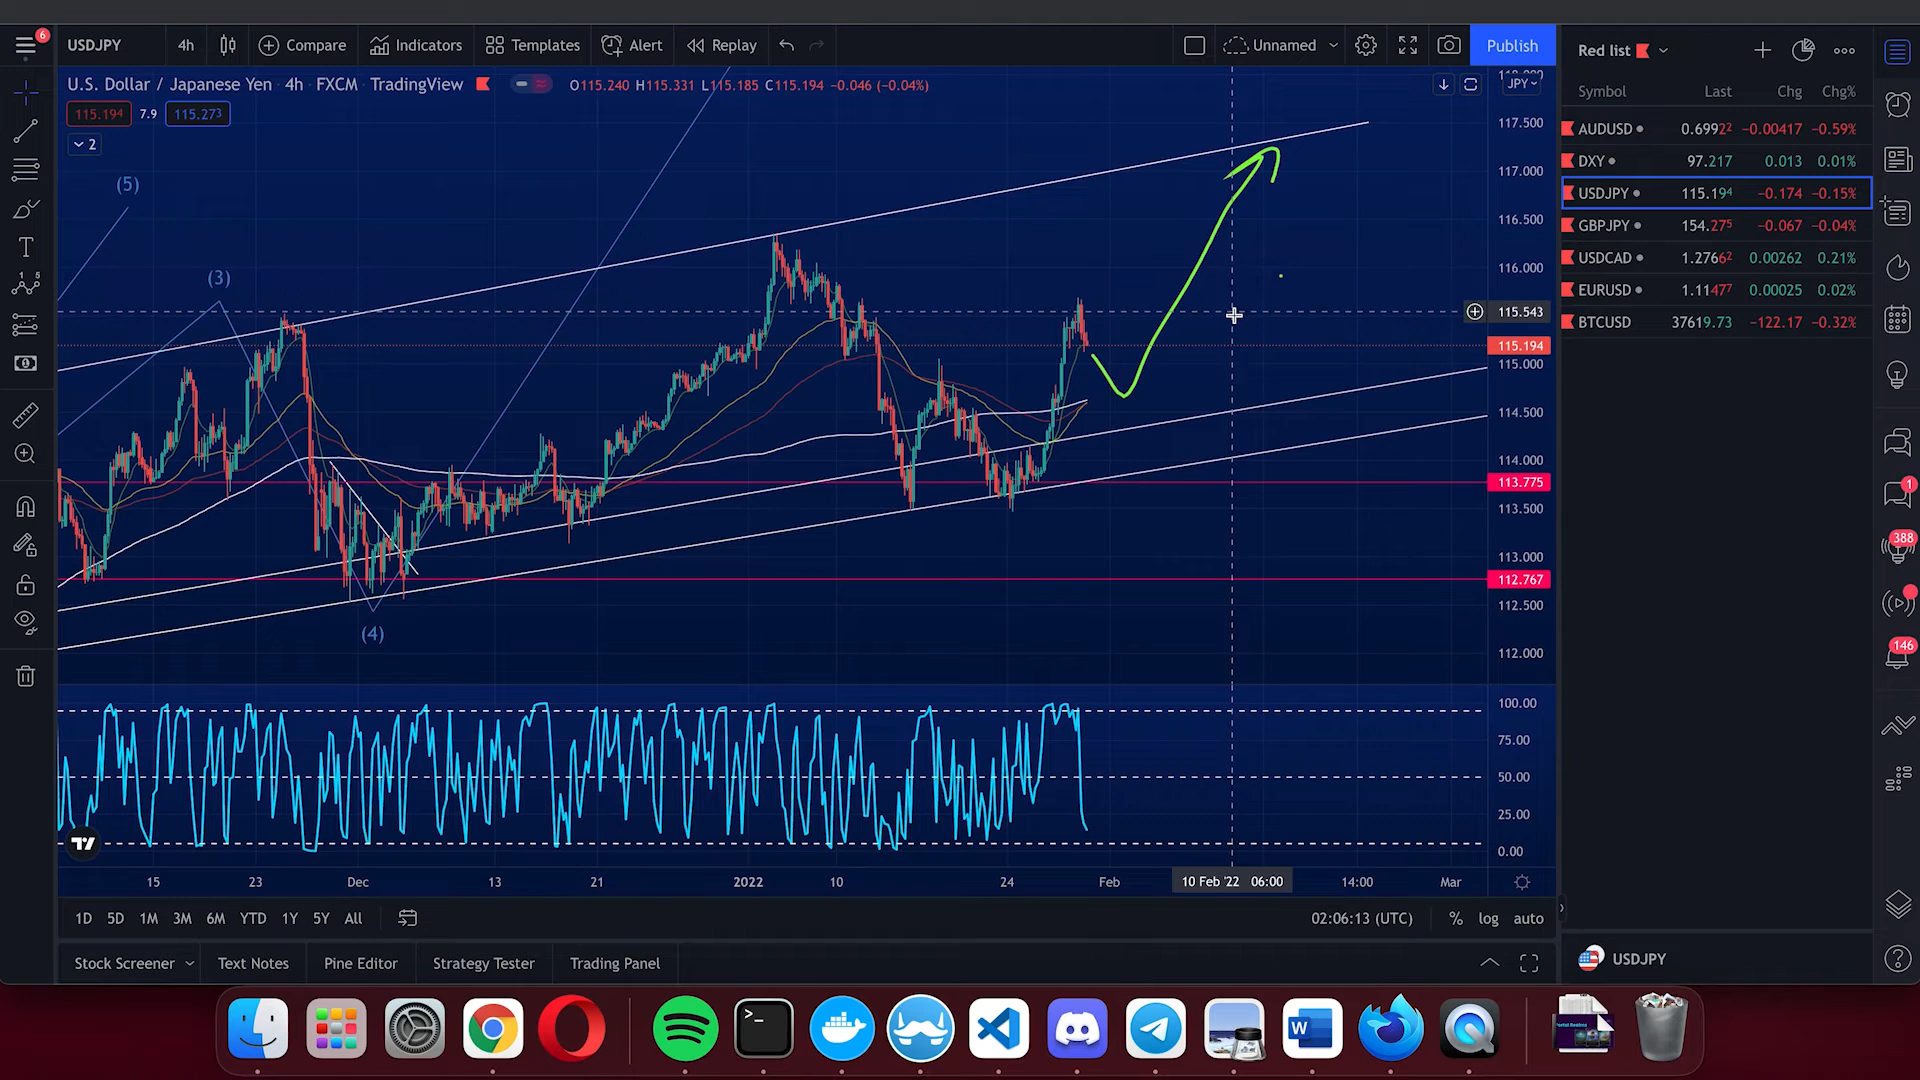 6
USDJPY 4h Compare Indicators Templates Alert Replay Unnamed Publish
U.S. Dollar / Japanese Yen · 4h · FXCM · TradingView O115.240 H115.331 L115.185 C115.194 −0.046 (−0.04%)
115.194 7.9 115.273
2
JPY
118.000
117.500
117.000
116.500
116.000
115.543
115.194
115.000
114.500
114.000
113.775
113.500
113.000
112.767
112.500
112.000
(5)
(3)
(4)
100.00
75.00
50.00
25.00
0.00
15 23 Dec 13 21 2022 10 24 Feb 10 Feb '22 06:00 14:00 Mar
1D 5D 1M 3M 6M YTD 1Y 5Y All 02:06:13 (UTC) % log auto
Stock Screener Text Notes Pine Editor Strategy Tester Trading Panel
Red list
Symbol Last Chg Chg%
AUDUSD 0.69922 −0.00417 −0.59%
DXY 97.217 0.013 0.01%
USDJPY 115.194 −0.174 −0.15%
GBPJPY 154.275 −0.067 −0.04%
USDCAD 1.27662 0.00262 0.21%
EURUSD 1.11477 0.00025 0.02%
BTCUSD 37619.73 −122.17 −0.32%
1
388
146
USDJPY